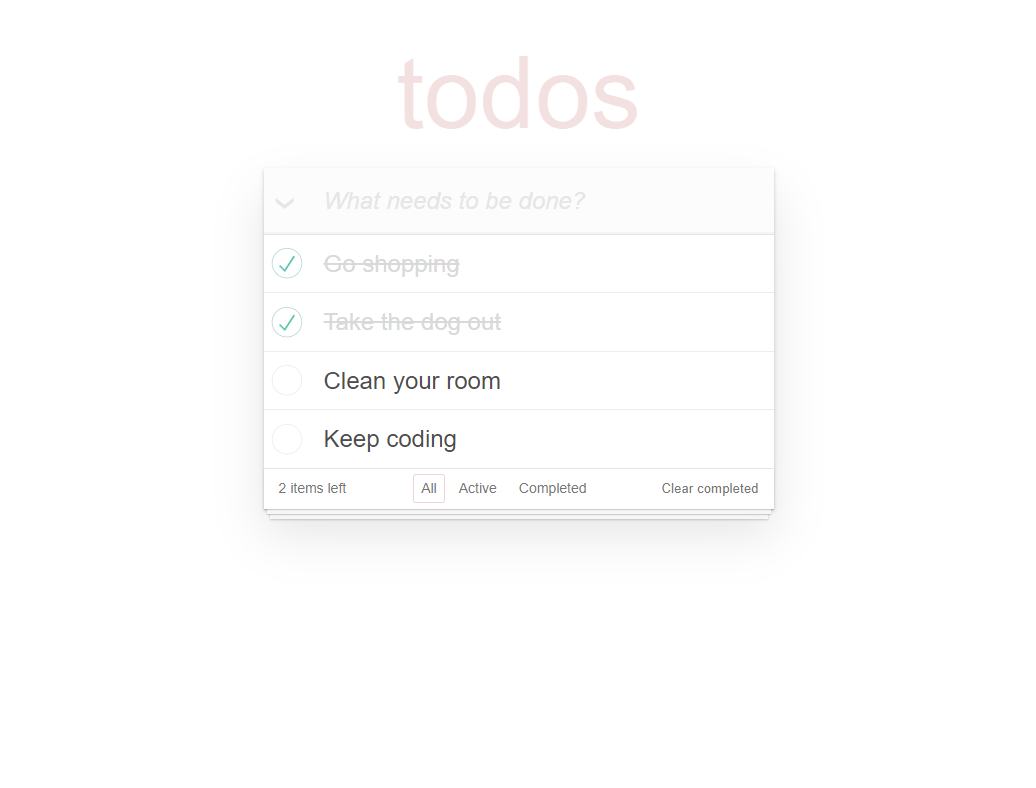 todos
What needs to be done?
Go shopping
Take the dog out
Clean your room
Keep coding
2 items left All Active Completed Clear completed